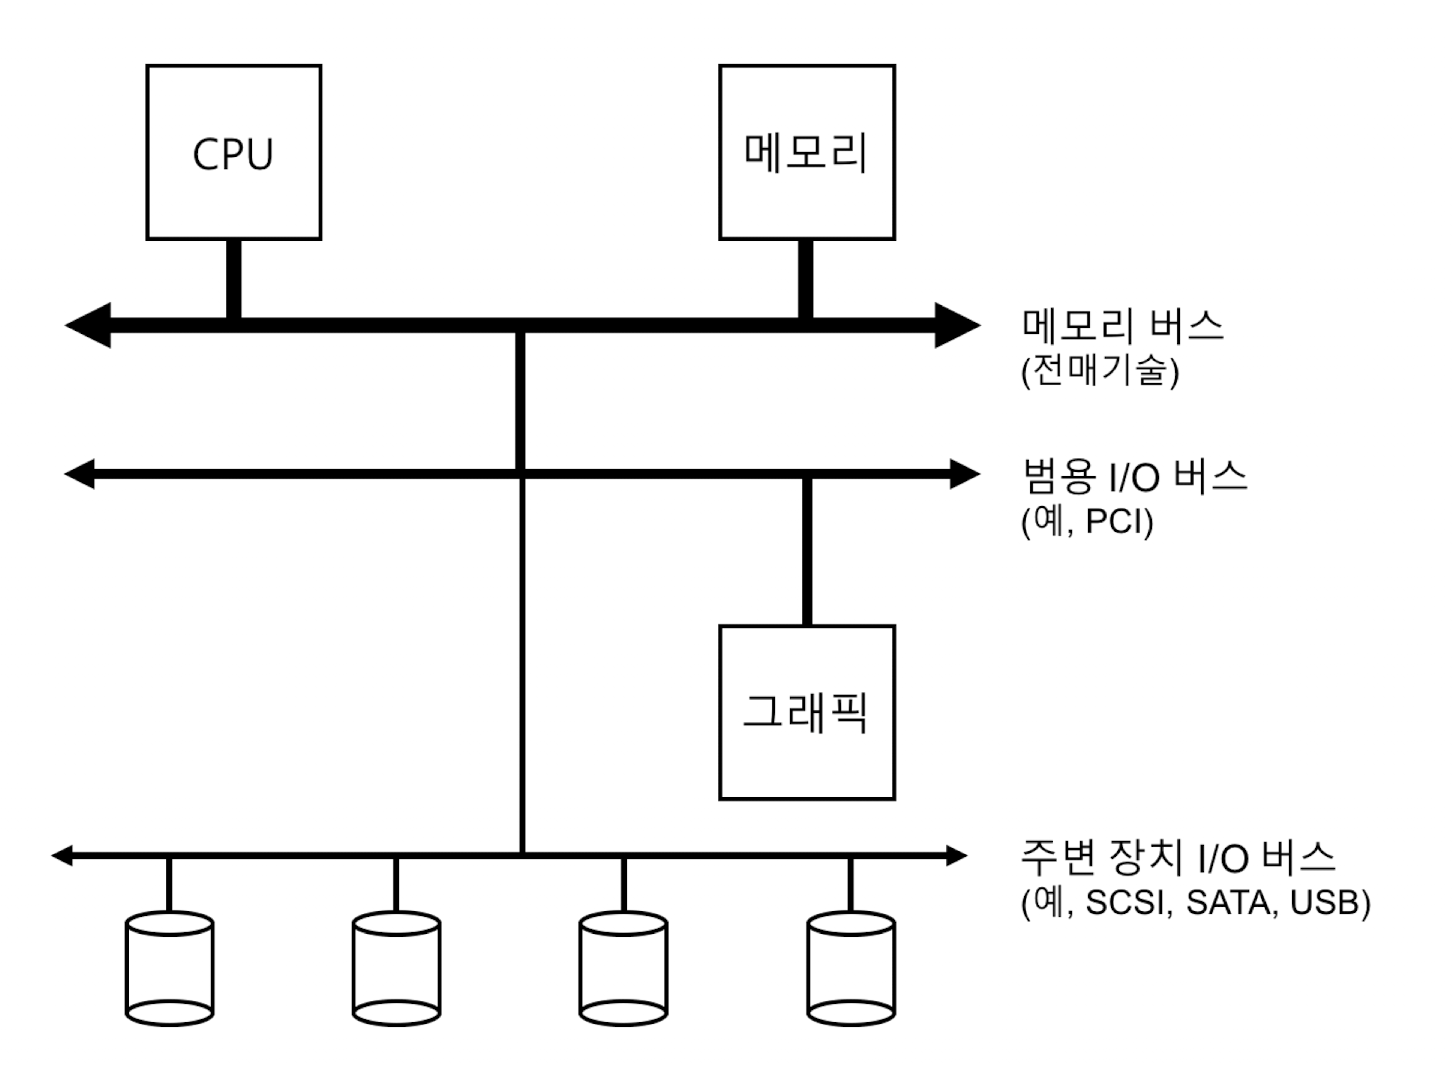 CPU
메모리
메모리 버스
(전매기술)
범용 I/O 버스
(예, PCI)
그래픽
주변 장치 I/O 버스
(예, SCSI, SATA, USB)